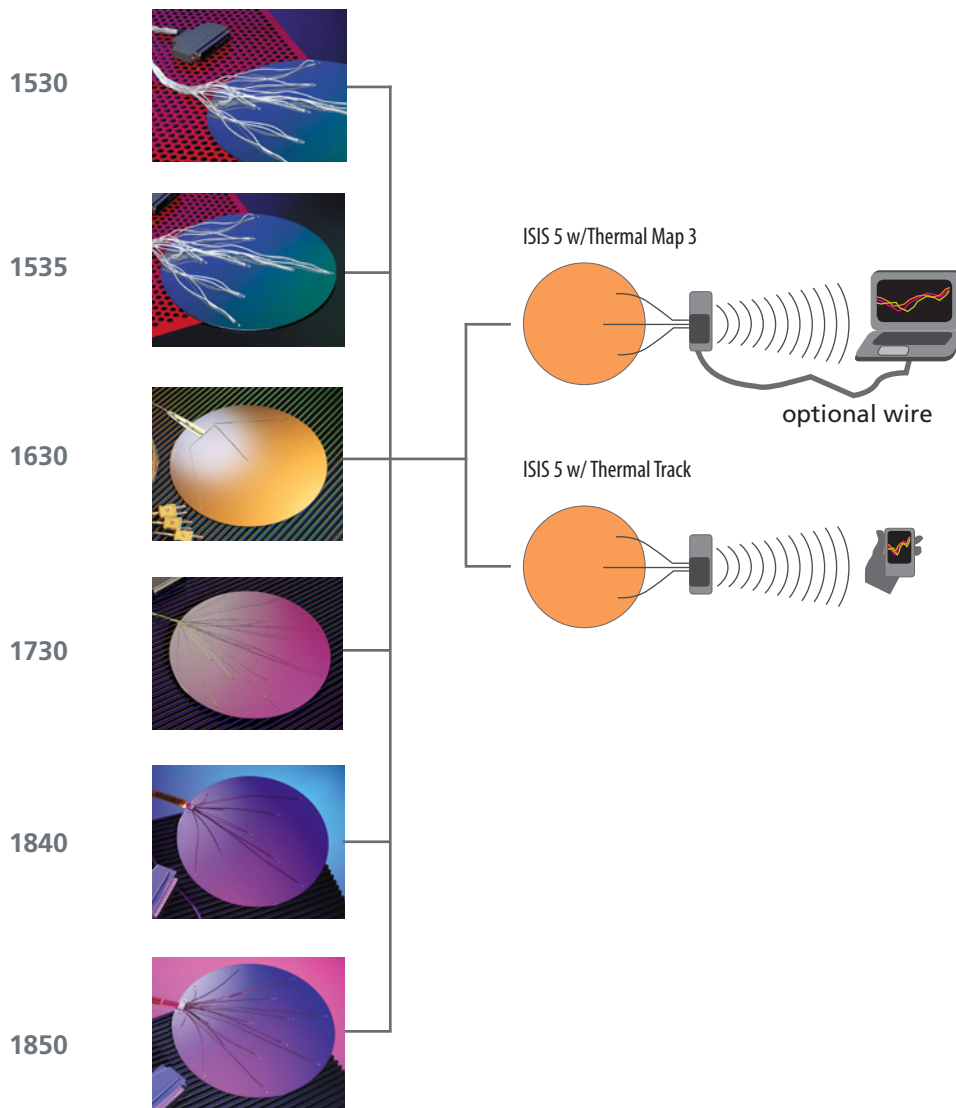 1530
1535
ISIS 5 w/Thermal Map 3
optional wire
1630
ISIS 5 w/ Thermal Track
1730
1840
1850